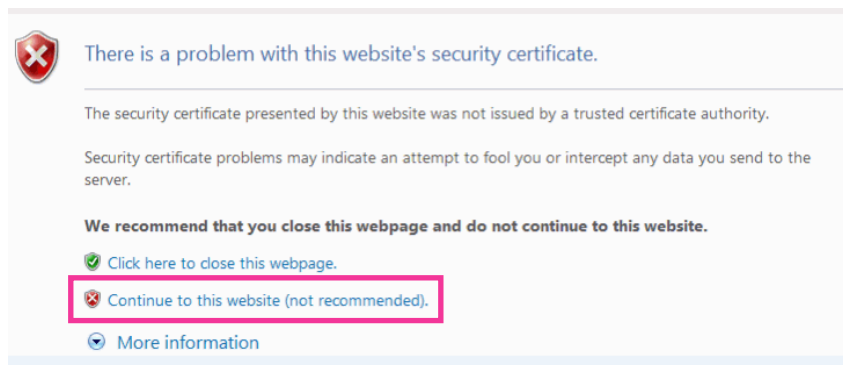 There is a problem with this website's security certificate.
The security certificate presented by this website was not issued by a trusted certificate authority.
Security certificate problems may indicate an attempt to fool you or intercept any data you send to the
server.
We recommend that you close this webpage and do not continue to this website.
Click here to close this webpage.
Continue to this website (not recommended).
More information